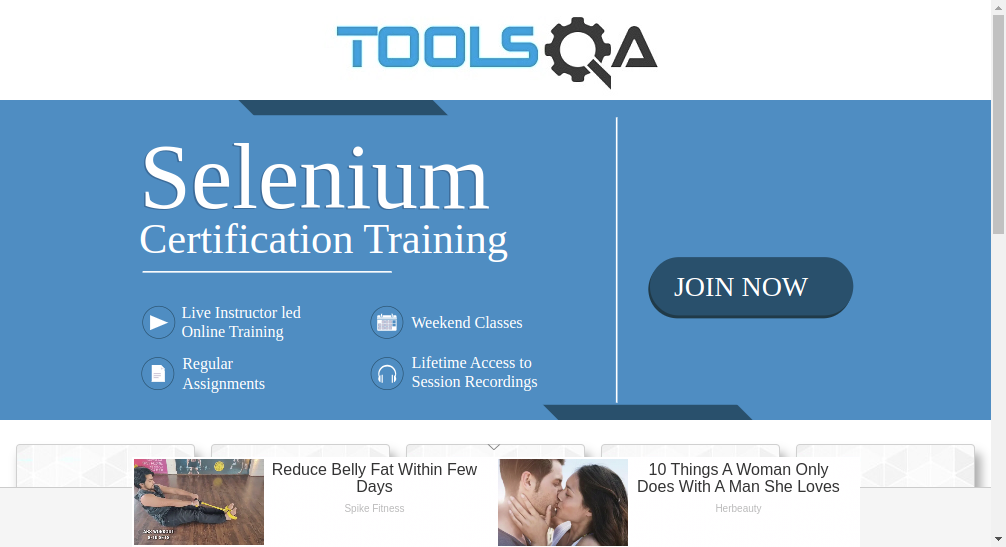 TOOLSQA
Selenium
Certification Training
Live Instructor led
Online Training
Weekend Classes
Regular
Assignments
Lifetime Access to
Session Recordings
JOIN NOW
Reduce Belly Fat Within Few
Days
Spike Fitness
10 Things A Woman Only
Does With A Man She Loves
Herbeauty